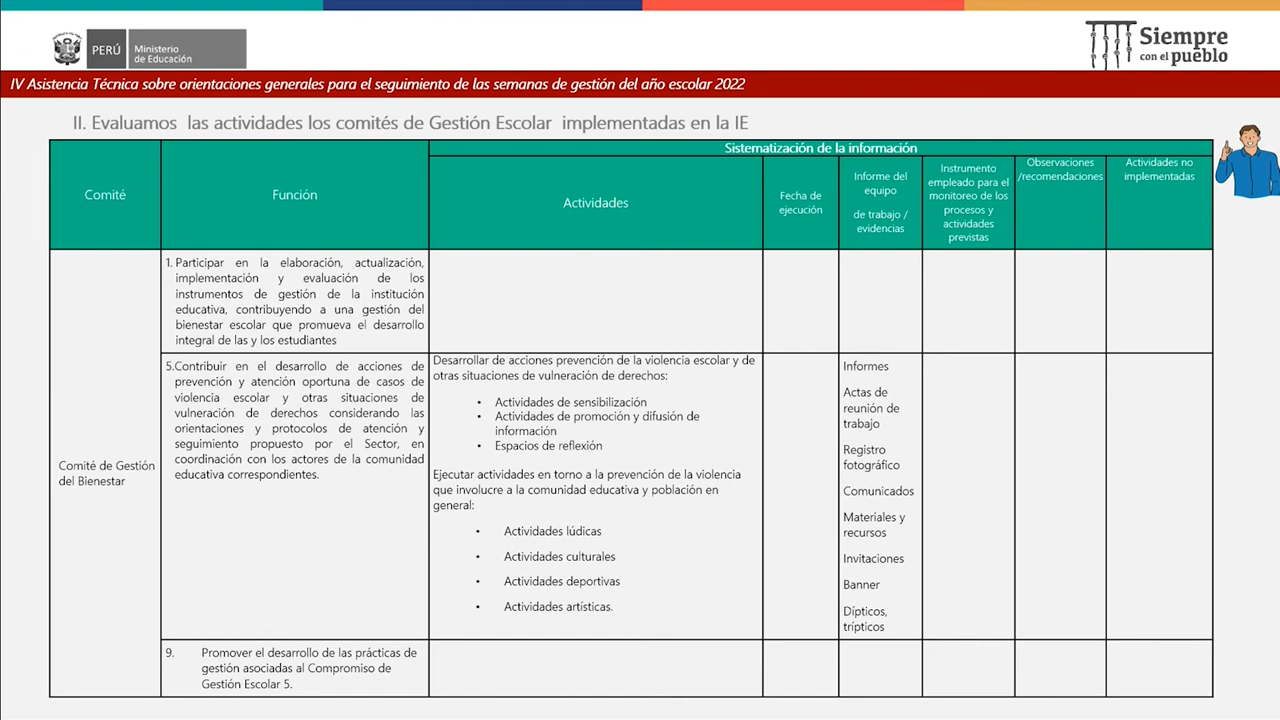 PERÚ
Ministerio
de Educación
Siempre
con el pueblo
IV Asistencia Técnica sobre orientaciones generales para el seguimiento de las semanas de gestión del año escolar 2022
II. Evaluamos las actividades los comités de Gestión Escolar implementadas en la IE
Comité
Función
Sistematización de la información
Actividades
Fecha de
ejecución
Informe del
equipo
de trabajo /
evidencias
Instrumento
empleado para el
monitoreo de los
procesos y
actividades
previstas
Observaciones
/recomendaciones
Actividades no
implementadas
Comité de Gestión
del Bienestar
1. Participar en la elaboración, actualización,
implementación y evaluación de los
instrumentos de gestión de la institución
educativa, contribuyendo a una gestión del
bienestar escolar que promueva el desarrollo
integral de las y los estudiantes
5.Contribuir en el desarrollo de acciones de
prevención y atención oportuna de casos de
violencia escolar y otras situaciones de
vulneración de derechos considerando las
orientaciones y protocolos de atención y
seguimiento propuesto por el Sector, en
coordinación con los actores de la comunidad
educativa correspondientes.
Desarrollar de acciones prevención de la violencia escolar y de
otras situaciones de vulneración de derechos:
• Actividades de sensibilización
• Actividades de promoción y difusión de
información
• Espacios de reflexión
Ejecutar actividades en torno a la prevención de la violencia
que involucre a la comunidad educativa y población en
general:
• Actividades lúdicas
• Actividades culturales
• Actividades deportivas
• Actividades artísticas.
Informes
Actas de
reunión de
trabajo
Registro
fotográfico
Comunicados
Materiales y
recursos
Invitaciones
Banner
Dípticos,
trípticos
9. Promover el desarrollo de las prácticas de
gestión asociadas al Compromiso de
Gestión Escolar 5.